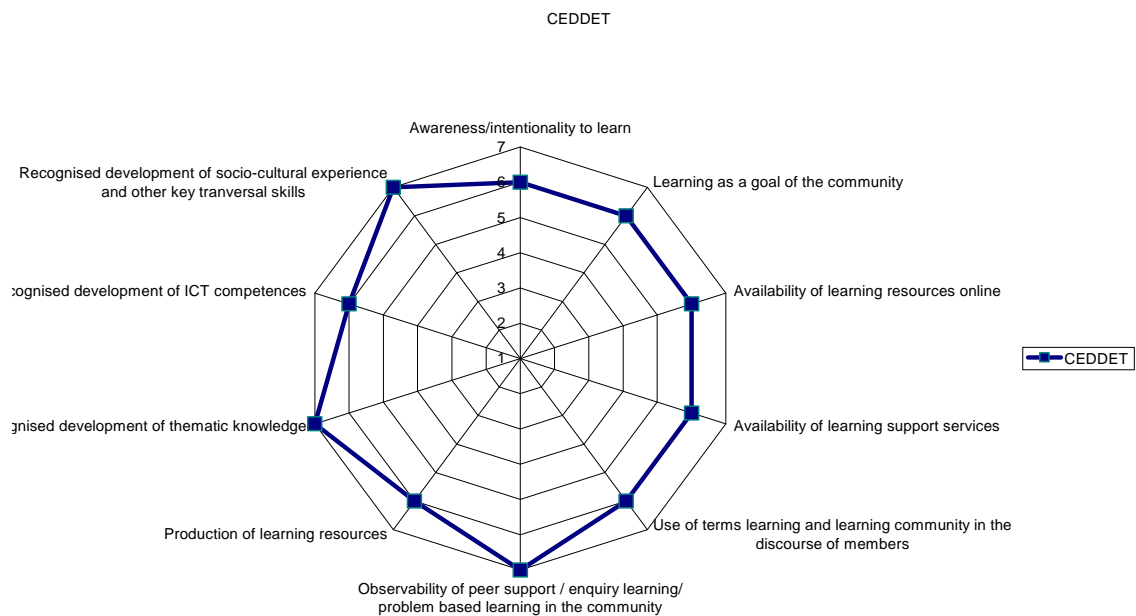 CEDDET
Awareness/intentionality to learn
7
6
5
4
3
2
1
Learning as a goal of the community
Availability of learning resources online
Availability of learning support services
Use of terms learning and learning community in the
discourse of members
Observability of peer support / enquiry learning/
problem based learning in the community
Production of learning resources
gnised development of thematic knowledge
cognised development of ICT competences
Recognised development of socio-cultural experience
and other key tranversal skills
CEDDET